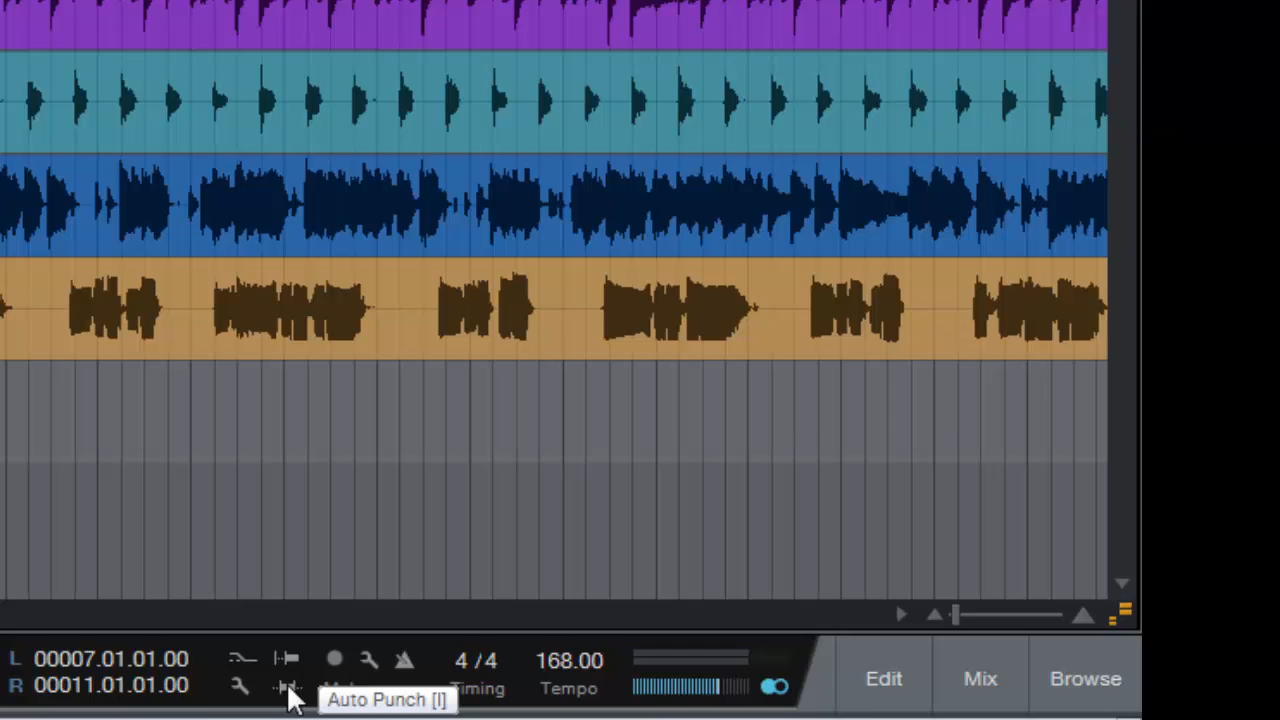 L 00007.01.01.00
4 / 4
168.00
R 00011.01.01.00
Timing
Tempo
Auto Punch [I]
Edit
Mix
Browse